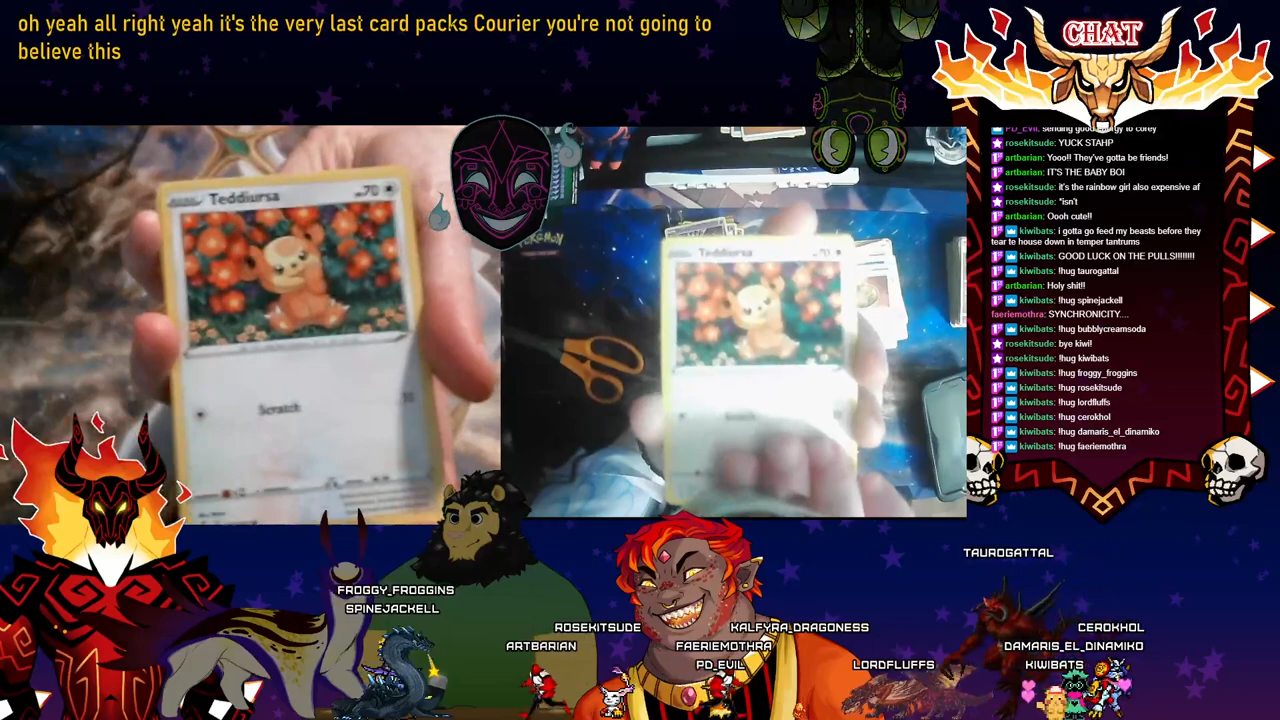 oh yeah all right yeah it's the very last card packs Courier you're not going to
believe this
CHAT
rosekitsude: YUCK STAHP
artbarian: Yooo!! They've gotta be friends!
artbarian: IT'S THE BABY BOI
rosekitsude: it's the rainbow girl also expensive af
rosekitsude: *isn't
artbarian: Oooh cute!!
kiwibats: i gotta go feed my beasts before they
tear te house down in temper tantrums
kiwibats: GOOD LUCK ON THE PULLS!!!!!!!!
kiwibats: !hug taurogattal
artbarian: Holy shit!!
kiwibats: !hug spinejackell
faeriemothra: SYNCHRONICITY....
kiwibats: !hug bubblycreamsoda
rosekitsude: bye kiwi!
rosekitsude: !hug kiwibats
kiwibats: !hug froggy_froggins
kiwibats: !hug rosekitsude
kiwibats: !hug lordfluffs
kiwibats: !hug cerokhol
kiwibats: !hug damaris_el_dinamiko
kiwibats: !hug faeriemothra
Teddiursa 70
Scratch 10
POKEMON
Teddiursa 70
TAUROGATTAL
FROGGY_FROGGINS
SPINEJACKELL
ROSEKITSUDE
KALFYRA_DRAGONESS
CEROKHOL
ARTBARIAN
FAERIEMOTHRA
DAMARIS_EL_DINAMIKO
PD_EVIL
LORDFLUFFS
KIWIBATS